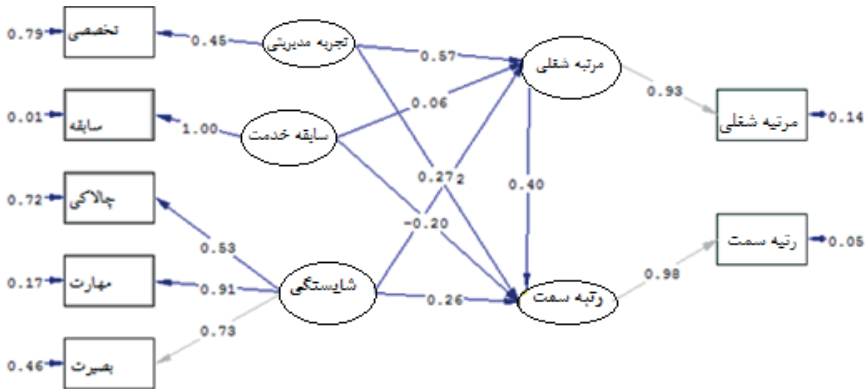 0.79
تخصصی
0.45
تجربه مدیریتی
0.57
مرتبه شغلی
0.93
مرتیه شغلی
0.14
0.01
سابقه
1.00
سابقه خدمت
0.06
0.72
چالاکی
0.53
0.27
-0.20
0.40
0.17
مهارت
0.91
شایستگی
0.26
رتبه سمت
0.98
رتیه سمت
0.05
0.46
بصیرت
0.73